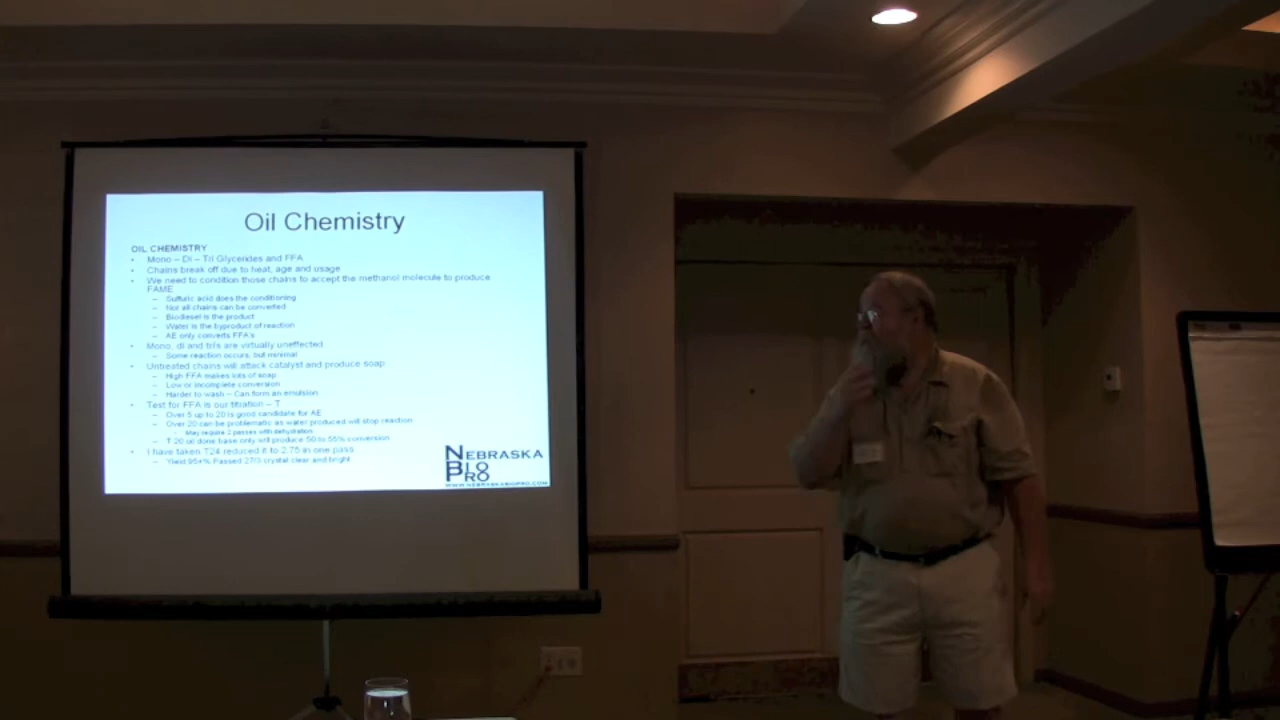 Oil Chemistry
OIL CHEMISTRY
• Mono – Di – Tri Glycerides and FFA
• Chains break off due to heat, age and usage
• We need to condition those chains to accept the methanol molecule to produce
FAME
– Sulfuric acid does the conditioning
– Not all chains can be converted
– Biodiesel is the product
– Water is the byproduct of reaction
– AE only converts FFA's
• Mono, di and tri's are virtually uneffected
– Some reaction occurs, but minimal
• Untreated chains will attack catalyst and produce soap
– High FFA makes lots of soap
– Low or incomplete conversion
– Harder to wash – Can form an emulsion
• Test for FFA is our titration – T
– Over 5 up to 20 is good candidate for AE
– Over 20 can be problematic as water produced will stop reaction
• May require 2 passes with dehydration
– T 20 oil done base only will produce 50 to 55% conversion
• I have taken T24 reduced it to 2.75 in one pass
– Yield 95+% Passed 27/3 crystal clear and bright
NEBRASKA
BIO
PRO
WWW.NEBRASKABIOPRO.COM